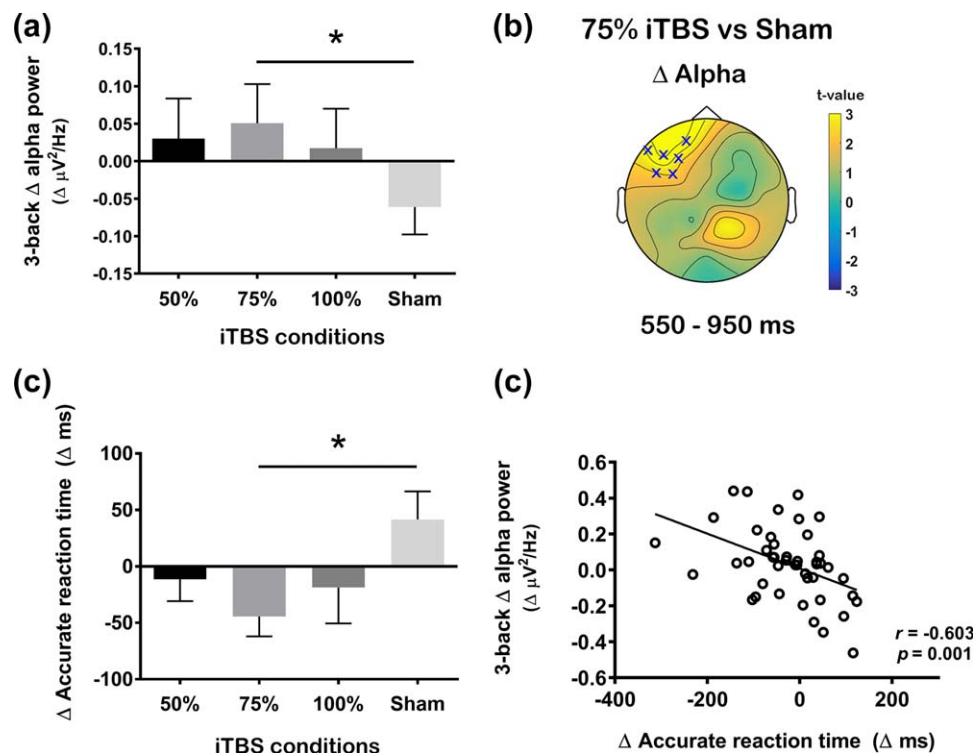 (a)
3-back Δ alpha power
(Δ μV²/Hz)
0.15
0.10
0.05
0.00
-0.05
-0.10
-0.15
*
50% 75% 100% Sham
iTBS conditions
(b)
75% iTBS vs Sham
Δ Alpha
t-value
3
2
1
0
-1
-2
-3
550 - 950 ms
(c)
Δ Accurate reaction time (Δ ms)
100
50
0
-50
-100
*
50% 75% 100% Sham
iTBS conditions
(c)
3-back Δ alpha power
(Δ μV²/Hz)
0.6
0.4
0.2
0.0
-0.2
-0.4
-0.6
r = -0.603
p = 0.001
-400 -200 0 200
Δ Accurate reaction time (Δ ms)